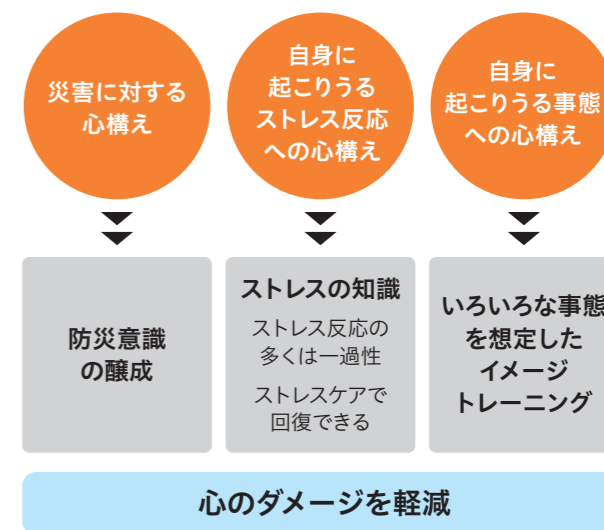 災害に対する
心構え
自身に
起こりうる
ストレス反応
への心構え
自身に
起こりうる事態
への心構え
防災意識
の醸成
ストレスの知識
ストレス反応の
多くは一過性
ストレスケアで
回復できる
いろいろな事態
を想定した
イメージ
トレーニング
心のダメージを軽減